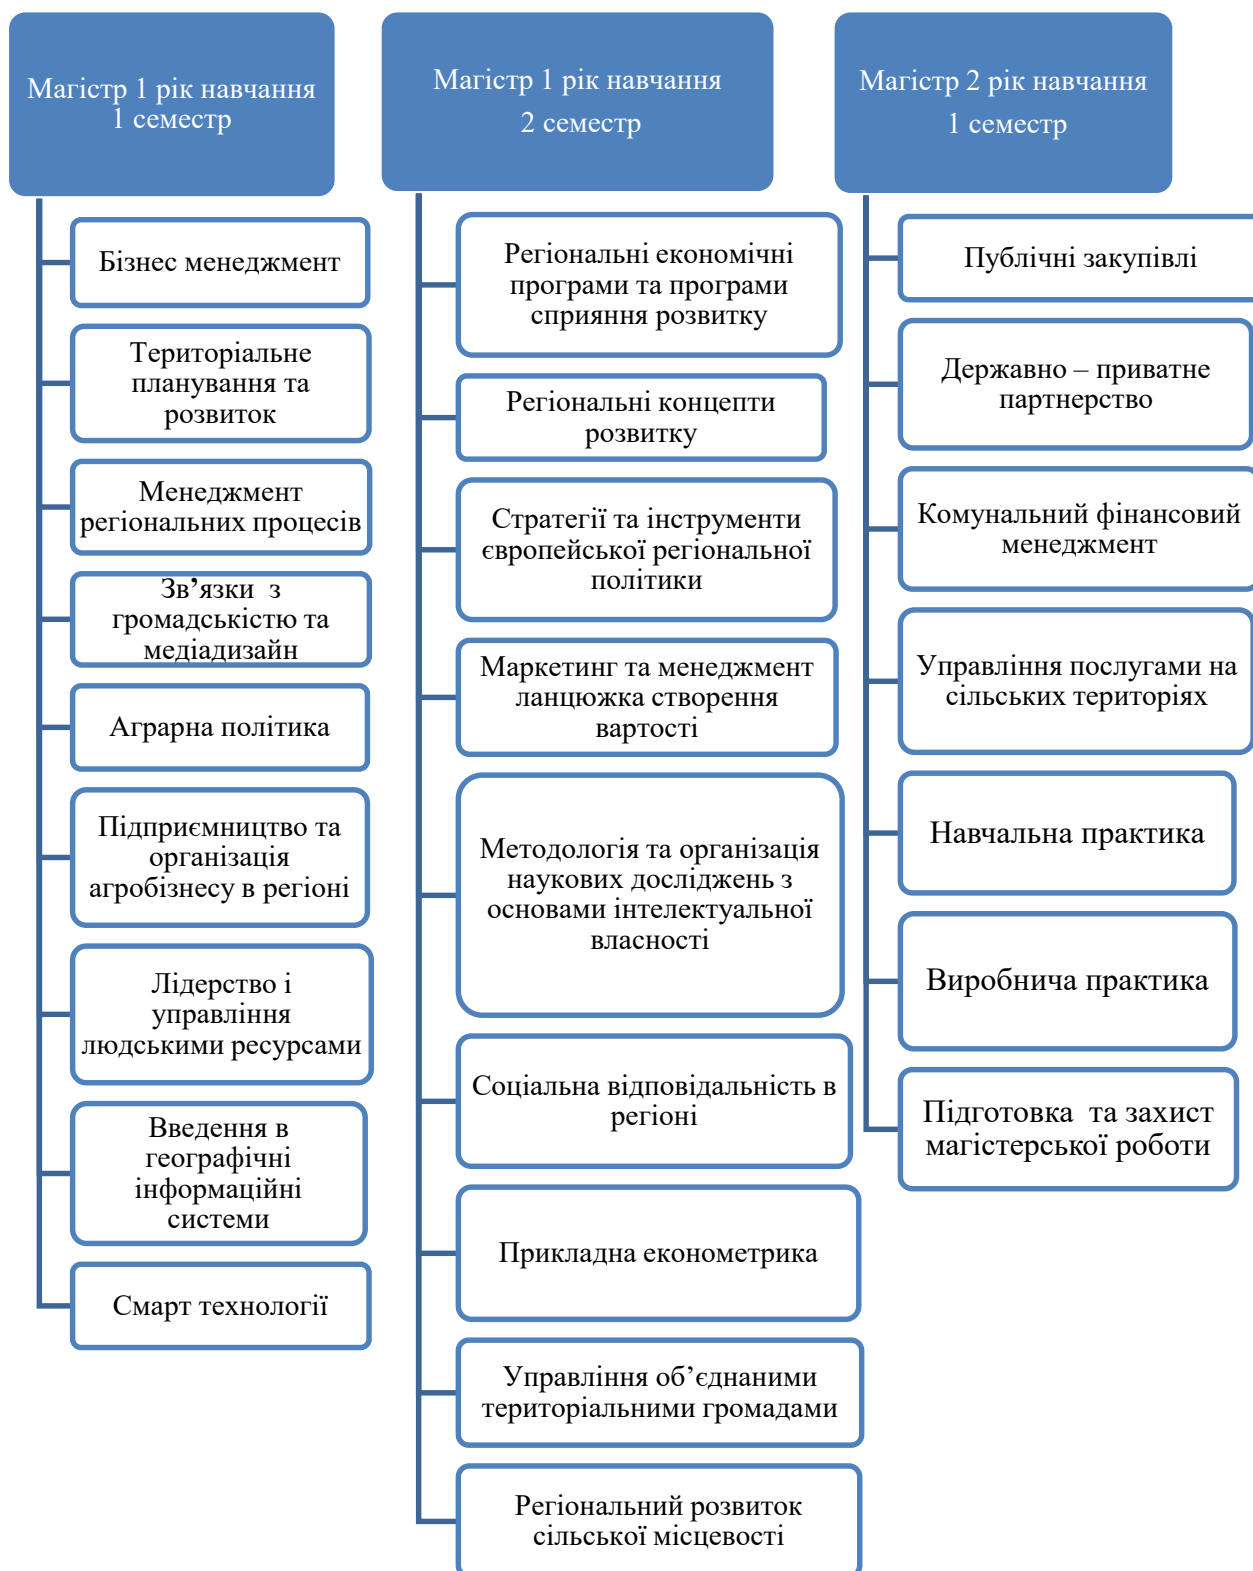 Магістр 1 рік навчання
1 семестр
Бізнес менеджмент
Територіальне
планування та
розвиток
Менеджмент
регіональних процесів
Зв’язки з
громадськістю та
медіадизайн
Аграрна політика
Підприємництво та
організація
агробізнесу в регіоні
Лідерство і
управління
людськими ресурсами
Введення в
географічні
інформаційні
системи
Смарт технології
Магістр 1 рік навчання
2 семестр
Регіональні економічні
програми та програми
сприяння розвитку
Регіональні концепти
розвитку
Стратегії та інструменти
європейської регіональної
політики
Маркетинг та менеджмент
ланцюжка створення
вартості
Методологія та організація
наукових досліджень з
основами інтелектуальної
власності
Соціальна відповідальність в
регіоні
Прикладна економетрика
Управління об’єднаними
територіальними громадами
Регіональний розвиток
сільської місцевості
Магістр 2 рік навчання
1 семестр
Публічні закупівлі
Державно – приватне
партнерство
Комунальний фінансовий
менеджмент
Управління послугами на
сільських територіях
Навчальна практика
Виробнича практика
Підготовка та захист
магістерської роботи